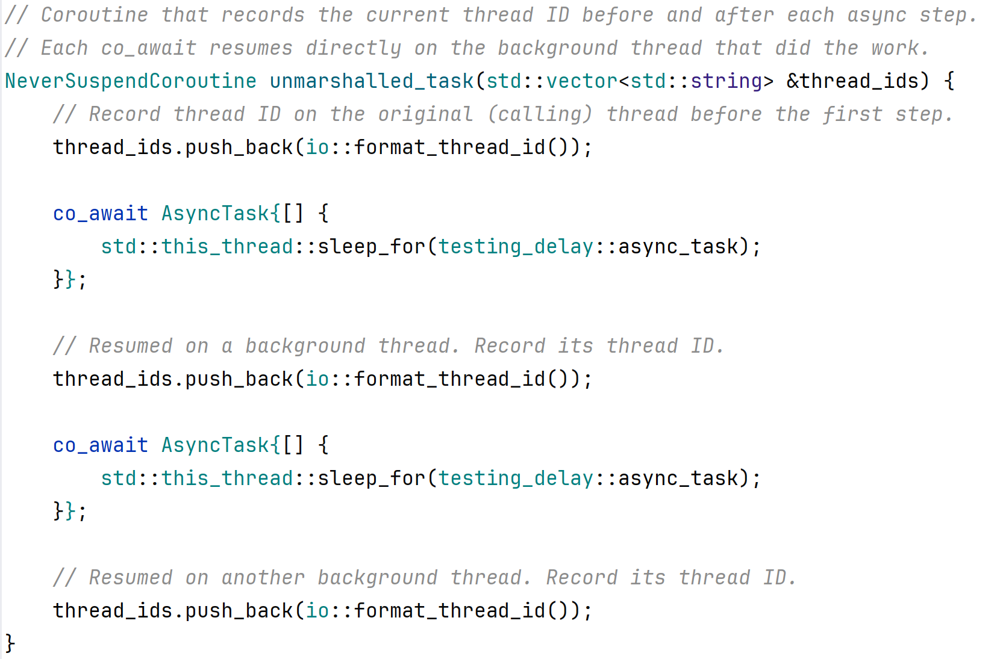 // Coroutine that records the current thread ID before and after each async step.
// Each co_await resumes directly on the background thread that did the work.
NeverSuspendCoroutine unmarshalled_task(std::vector<std::string> &thread_ids) {
    // Record thread ID on the original (calling) thread before the first step.
    thread_ids.push_back(io::format_thread_id());

    co_await AsyncTask{[] {
        std::this_thread::sleep_for(testing_delay::async_task);
    }};

    // Resumed on a background thread. Record its thread ID.
    thread_ids.push_back(io::format_thread_id());

    co_await AsyncTask{[] {
        std::this_thread::sleep_for(testing_delay::async_task);
    }};

    // Resumed on another background thread. Record its thread ID.
    thread_ids.push_back(io::format_thread_id());
}